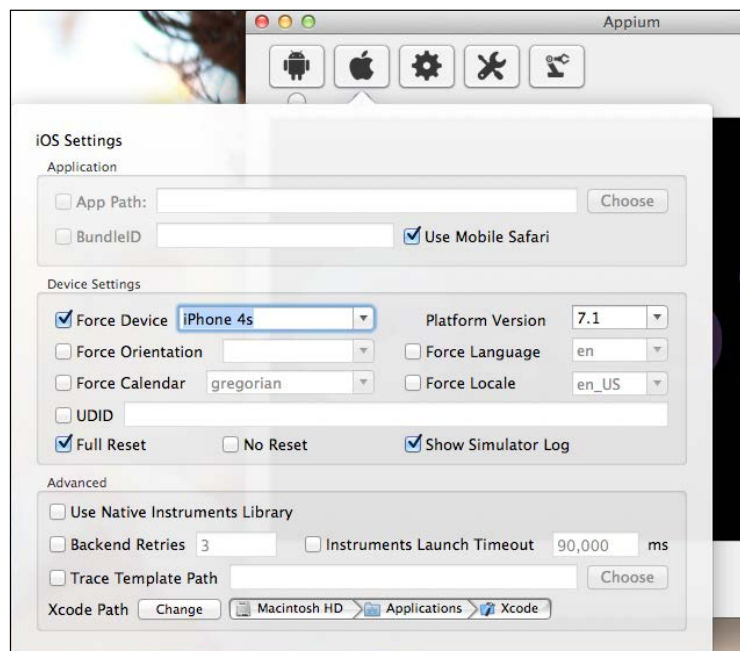 Appium
iOS Settings
Application
App Path: Choose
BundleID Use Mobile Safari
Device Settings
Force Device iPhone 4s Platform Version 7.1
Force Orientation Force Language en
Force Calendar gregorian Force Locale en_US
UDID
Full Reset No Reset Show Simulator Log
Advanced
Use Native Instruments Library
Backend Retries 3 Instruments Launch Timeout 90,000 ms
Trace Template Path Choose
Xcode Path Change Macintosh HD Applications Xcode